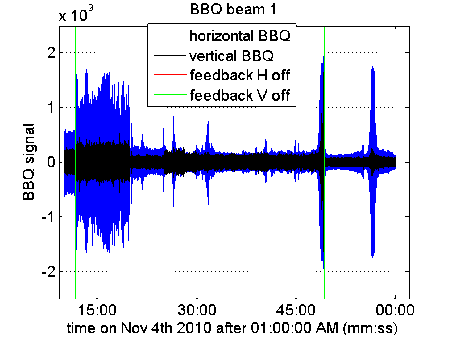 BBQ beam 1
x 10³
horizontal BBQ
vertical BBQ
feedback H off
feedback V off
2
1
0
-1
-2
BBQ signal
15:00 30:00 45:00 00:00
time on Nov 4th 2010 after 01:00:00 AM (mm:ss)